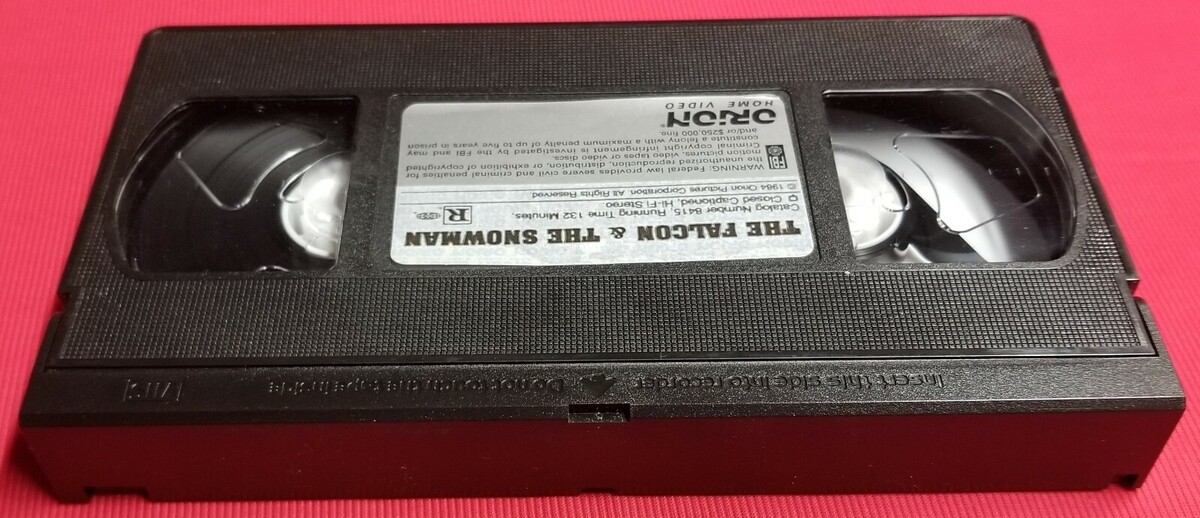 THE FALCON & THE SNOWMAN
Catalog Number 8415, Running Time 132 Minutes.
Closed Captioned, Hi-Fi Stereo
R
© 1984 Orion Pictures Corporation. All Rights Reserved.
WARNING: Federal law provides severe civil and criminal penalties for
the unauthorized reproduction, distribution, or exhibition of copyrighted
motion pictures, video tapes or video discs.
Criminal copyright infringement is investigated by the FBI and may
constitute a felony with a maximum penalty of up to five years in prison
and/or $250,000 fine.
FBI
ORION®
HOME VIDEO
Insert this side into recorder
Do not touch the tape inside
VHS